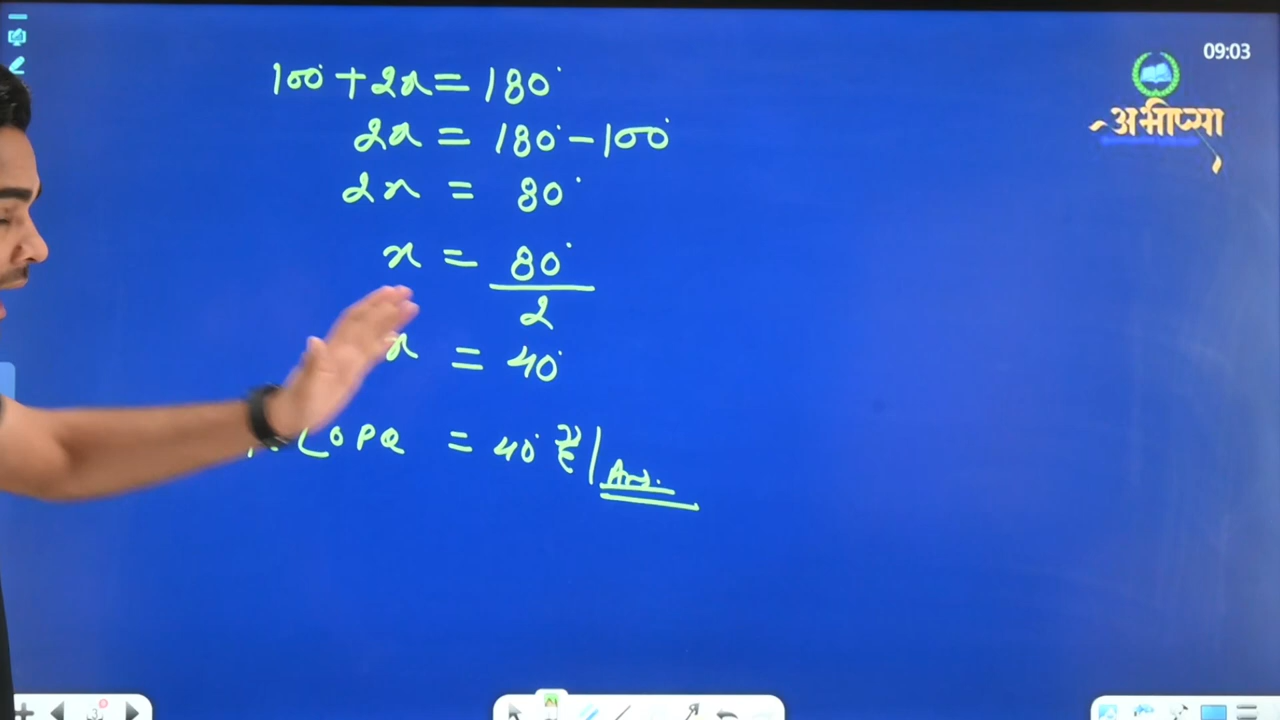 09:03
अभीप्सा
100° + 2x = 180°
2x = 180° - 100°
2x = 80°
x = 80°
2
x = 40°
∠OPQ = 40° है| Ans.